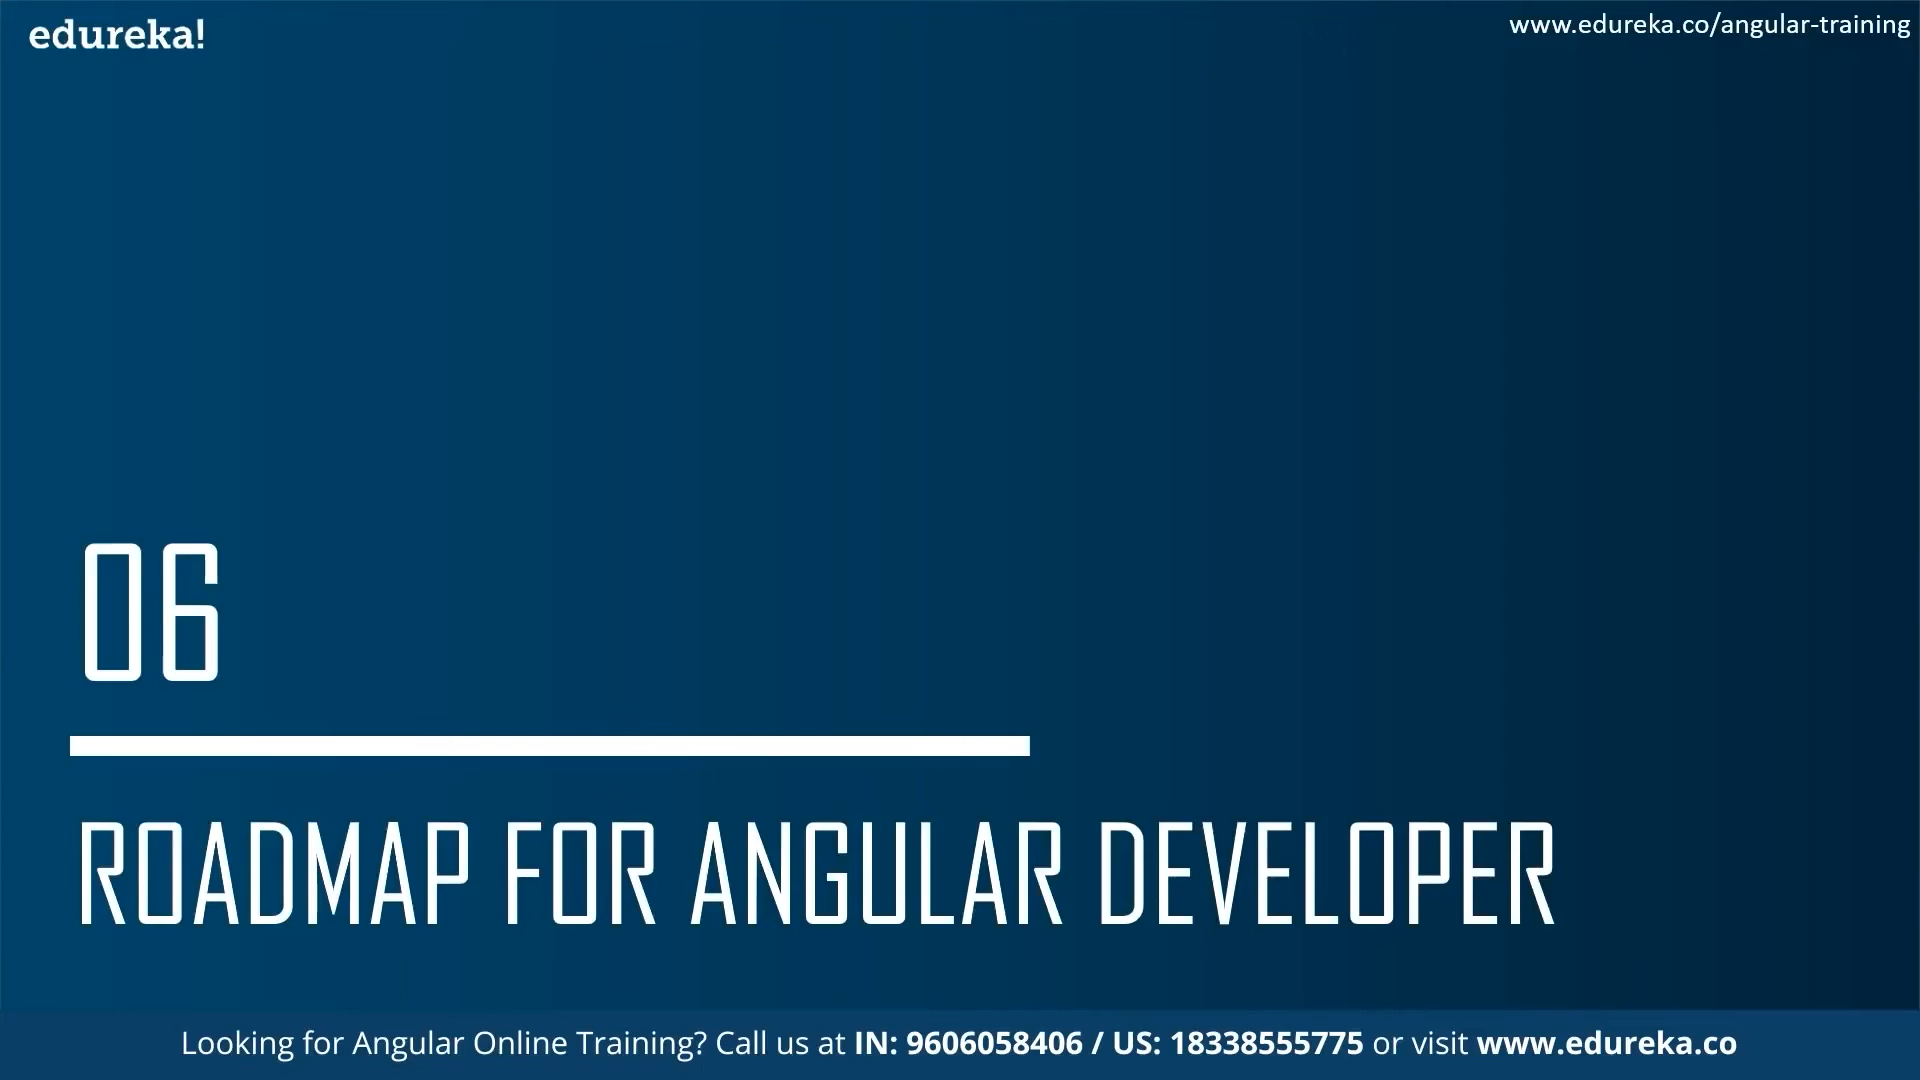 edureka!
www.edureka.co/angular-training
06
ROADMAP FOR ANGULAR DEVELOPER
Looking for Angular Online Training? Call us at IN: 9606058406 / US: 18338555775 or visit www.edureka.co